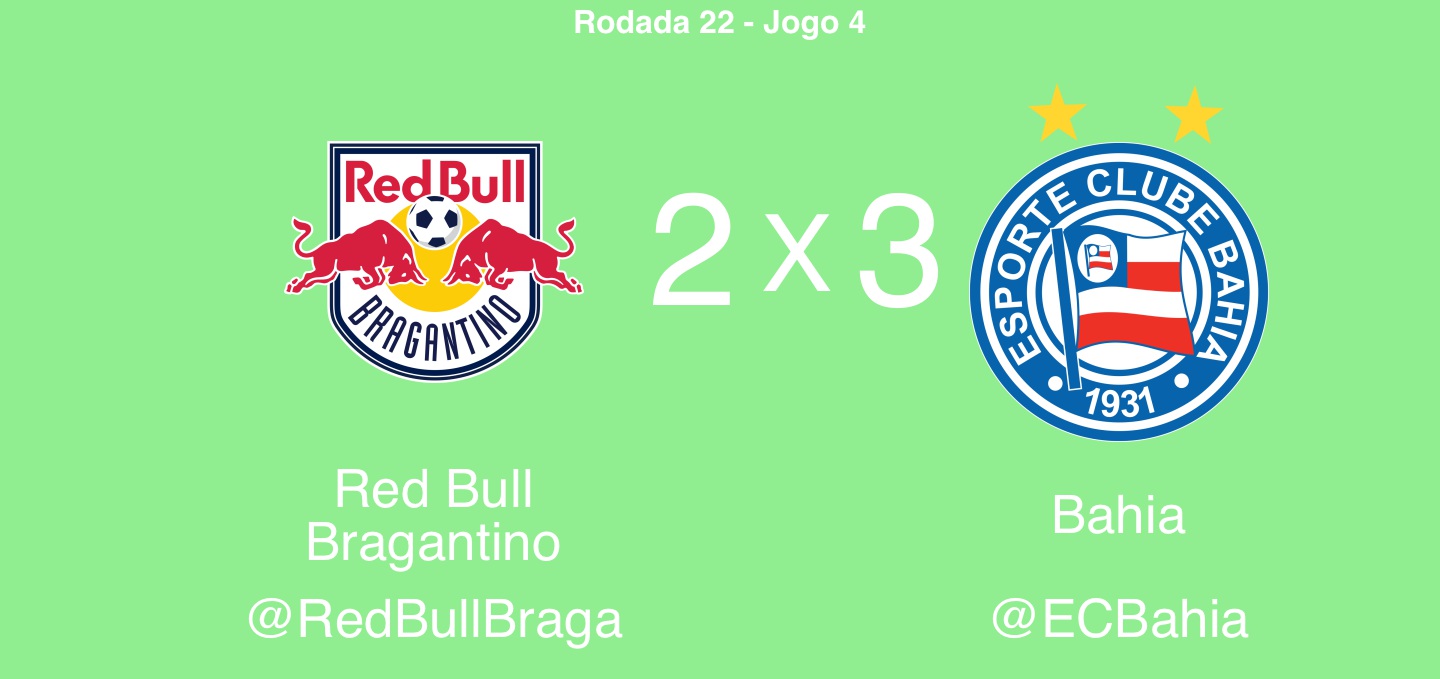 Rodada 22 - Jogo 4
Red Bull
BRAGANTINO
2 x 3
ESPORTE CLUBE BAHIA
1931
Red Bull
Bragantino
Bahia
@RedBullBraga
@ECBahia